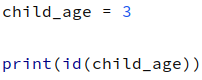 child_age = 3
print(id(child_age))